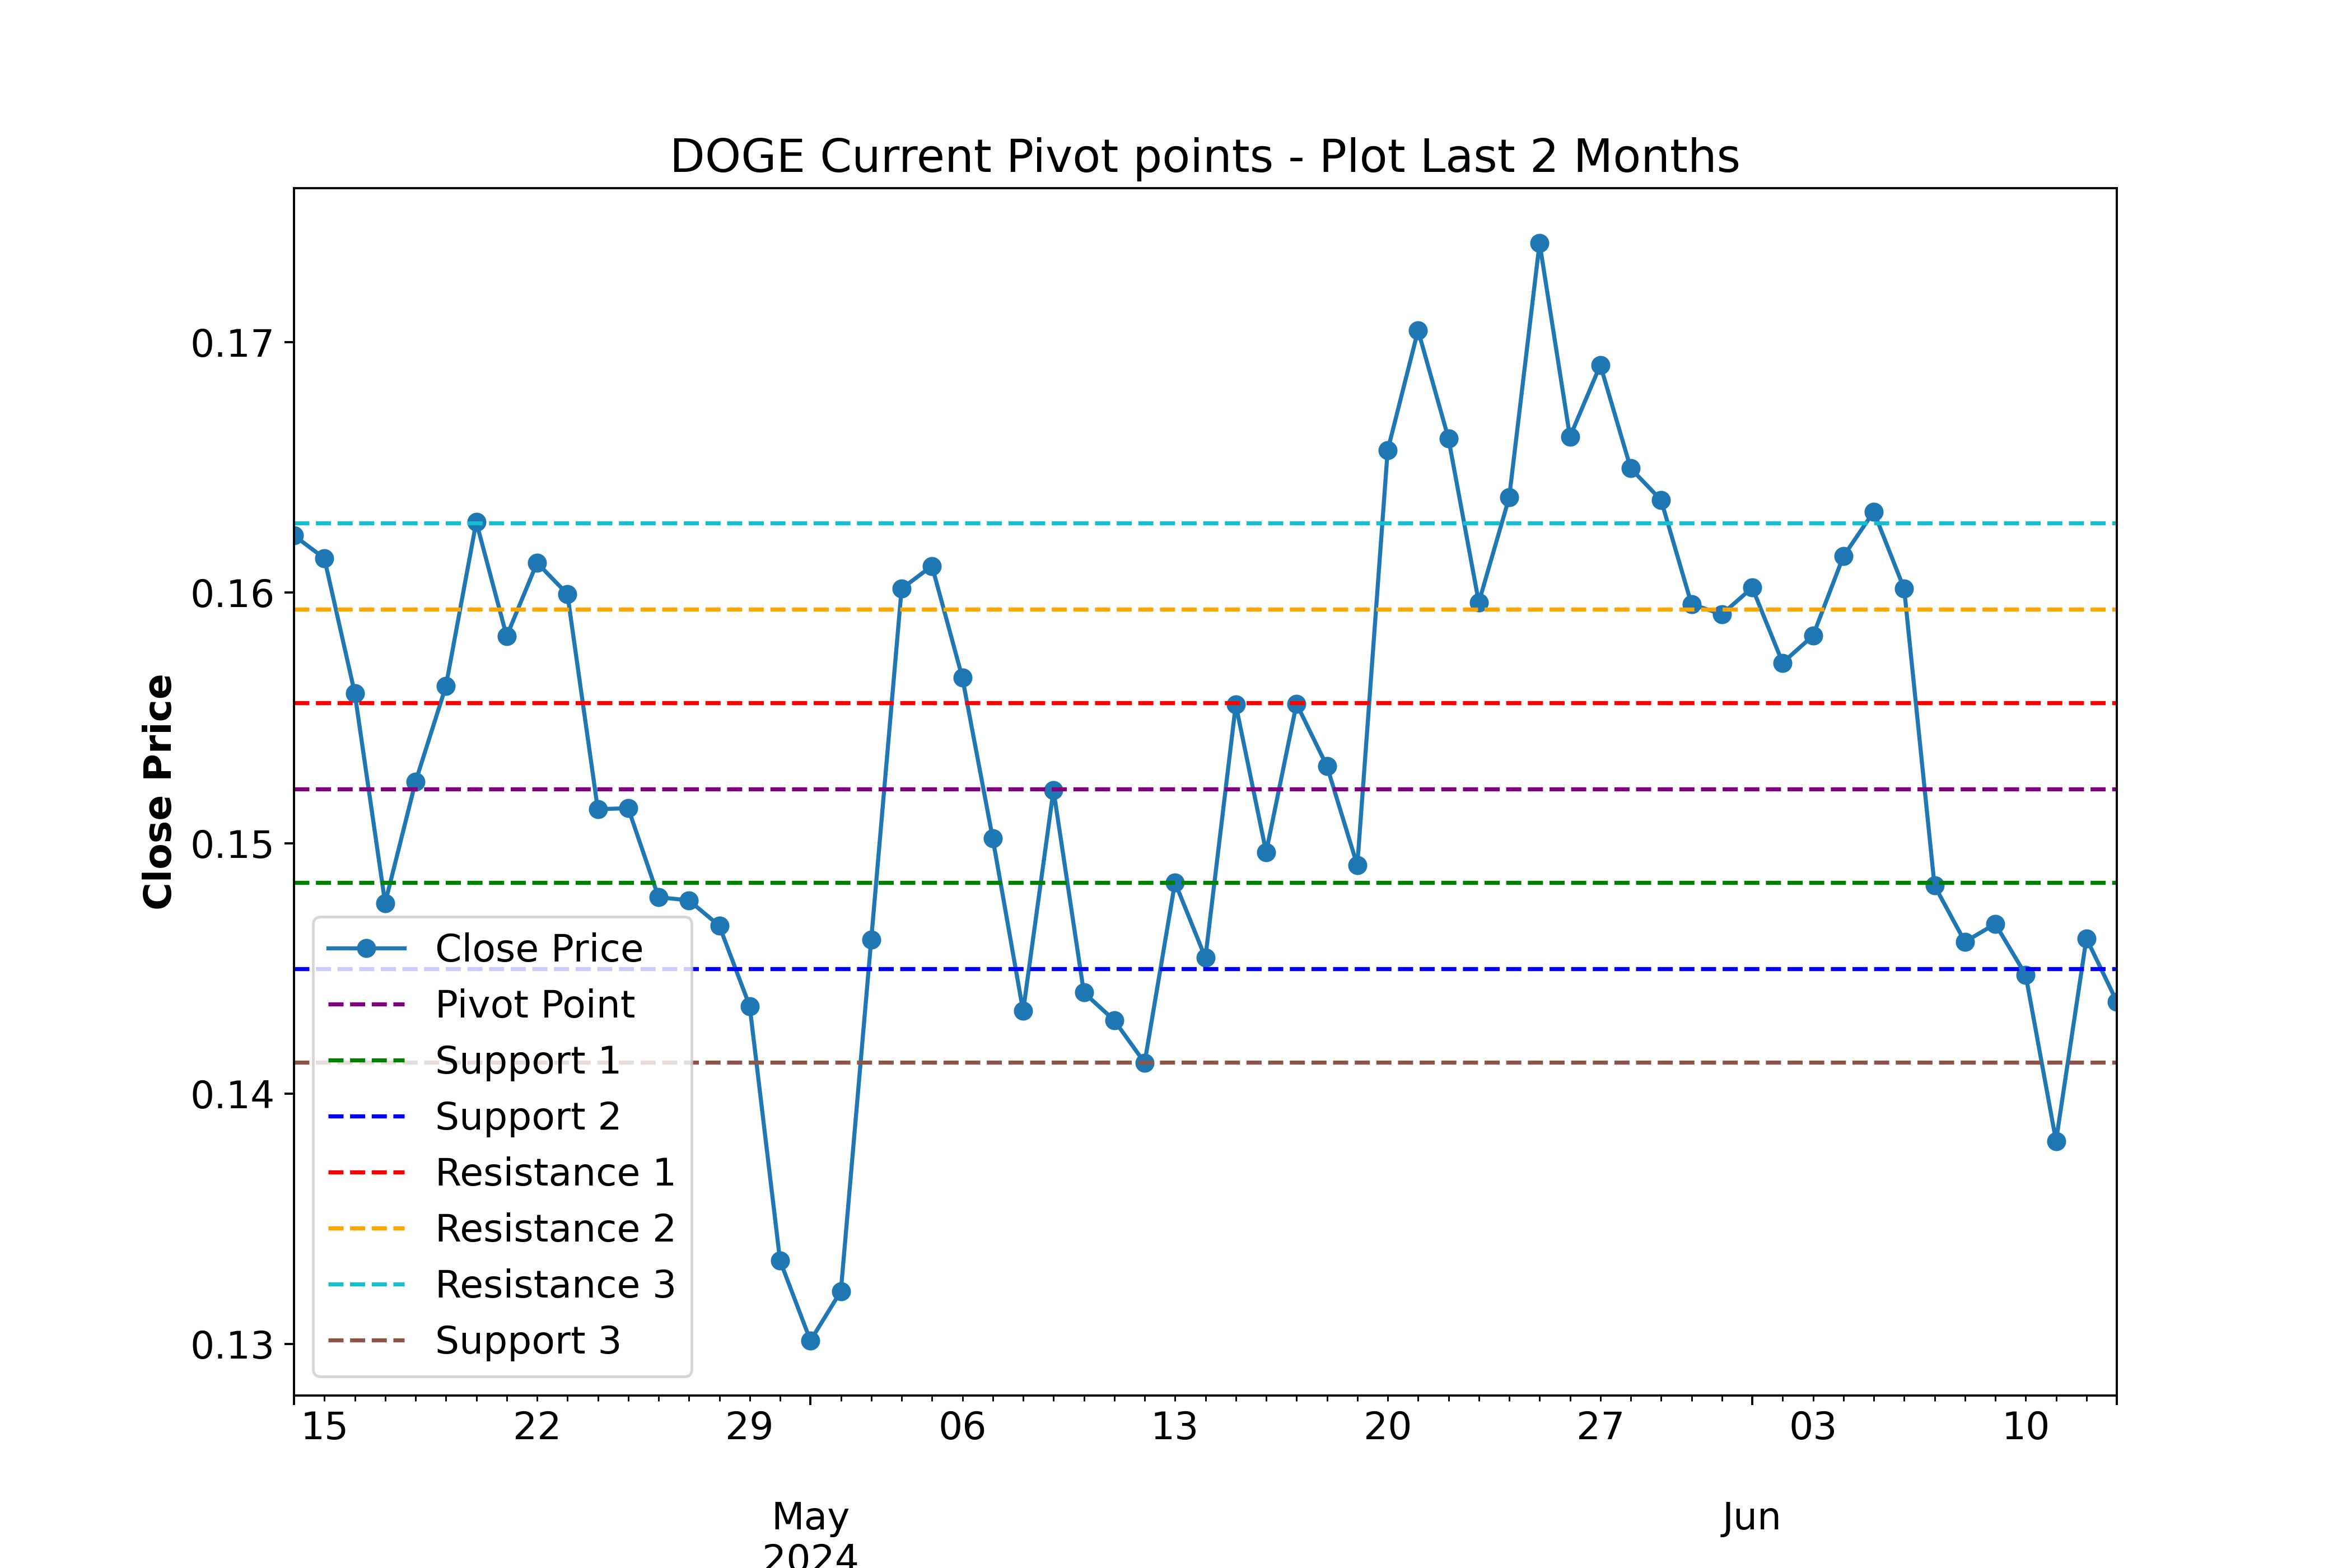 DOGE Current Pivot points - Plot Last 2 Months
Close Price
0.17
0.16
0.15
0.14
0.13
Close Price
Pivot Point
Support 1
Support 2
Resistance 1
Resistance 2
Resistance 3
Support 3
15 22 29 06 13 20 27 03 10
May Jun
2024